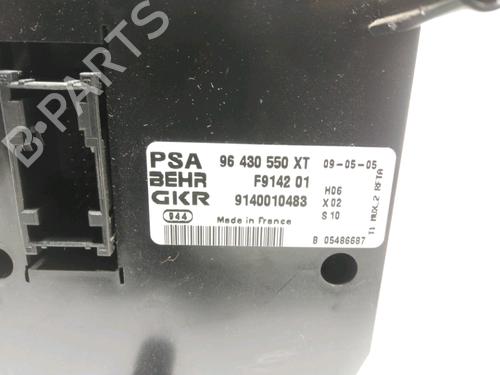 B-PARTS
PSA 96 430 550 XT 09-05-05
BEHR F9142 01 H06
GKR 9140010483 X 02
944 Made in France S 10
B 05486687
T1 MUX.2 RFTA